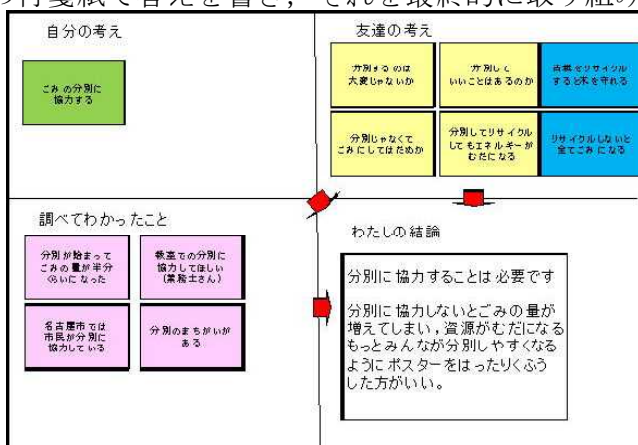 の付箋紙で答えを書き，それを最終的に取り組み
自分の考え
ごみの分別に
協力する
友達の考え
分別するのは
大変じゃないか
分別して
いいことはあるのか
古紙をリサイクル
すると木を守れる
分別じゃなくて
ごみにしてはだめか
分別してリサイクル
してもエネルギーが
むだになる
リサイクルしないと
全てごみになる
調べてわかったこと
分別が始まって
ごみの量が半分
くらいになった
教室での分別に
協力してほしい
(業務士さん)
名古屋市では
市民が分別に
協力している
分別のまちがいが
ある
わたしの結論
分別に協力することは必要です
分別に協力しないとごみの量が
増えてしまい，資源がむだになる
もっとみんなが分別しやすくなる
ようにポスターをはったりくふう
した方がいい。